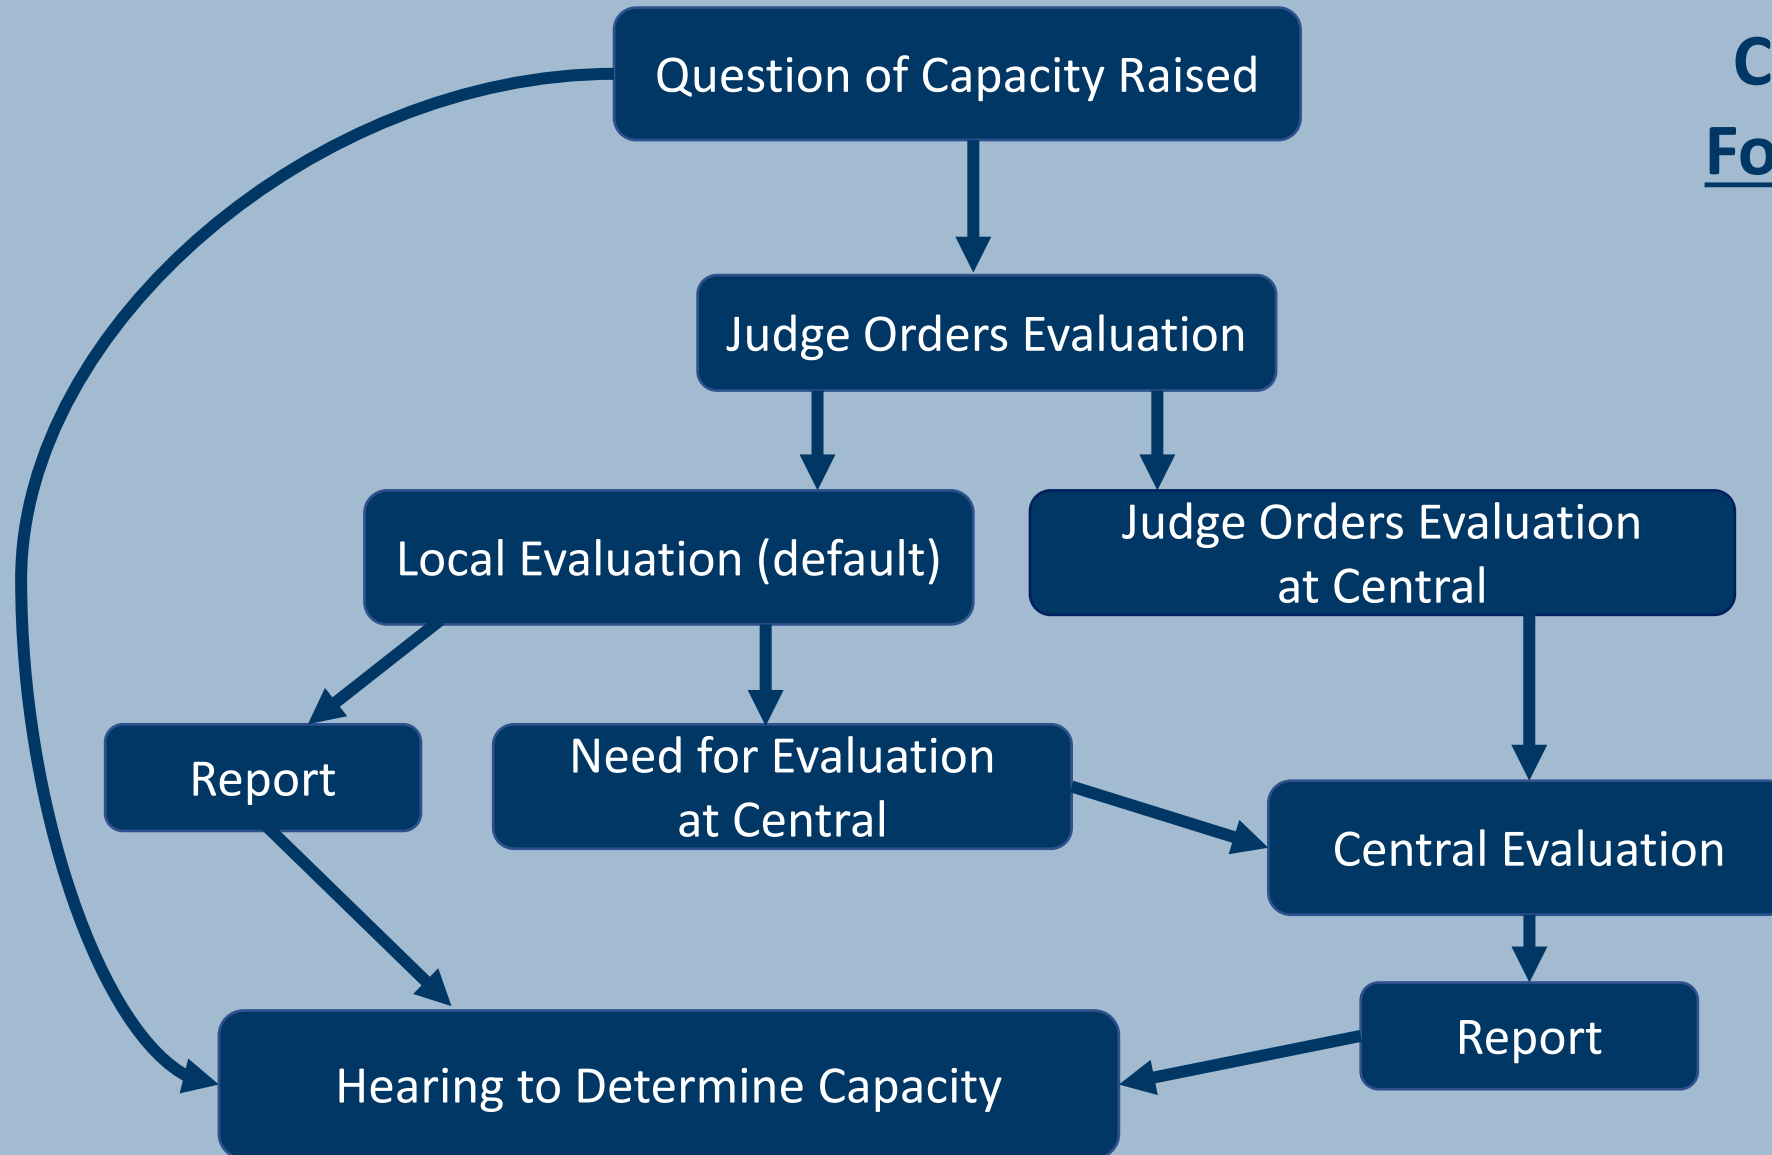 Question of Capacity Raised
C
Fo
Judge Orders Evaluation
Local Evaluation (default)
Judge Orders Evaluation
at Central
Report
Need for Evaluation
at Central
Central Evaluation
Report
Hearing to Determine Capacity